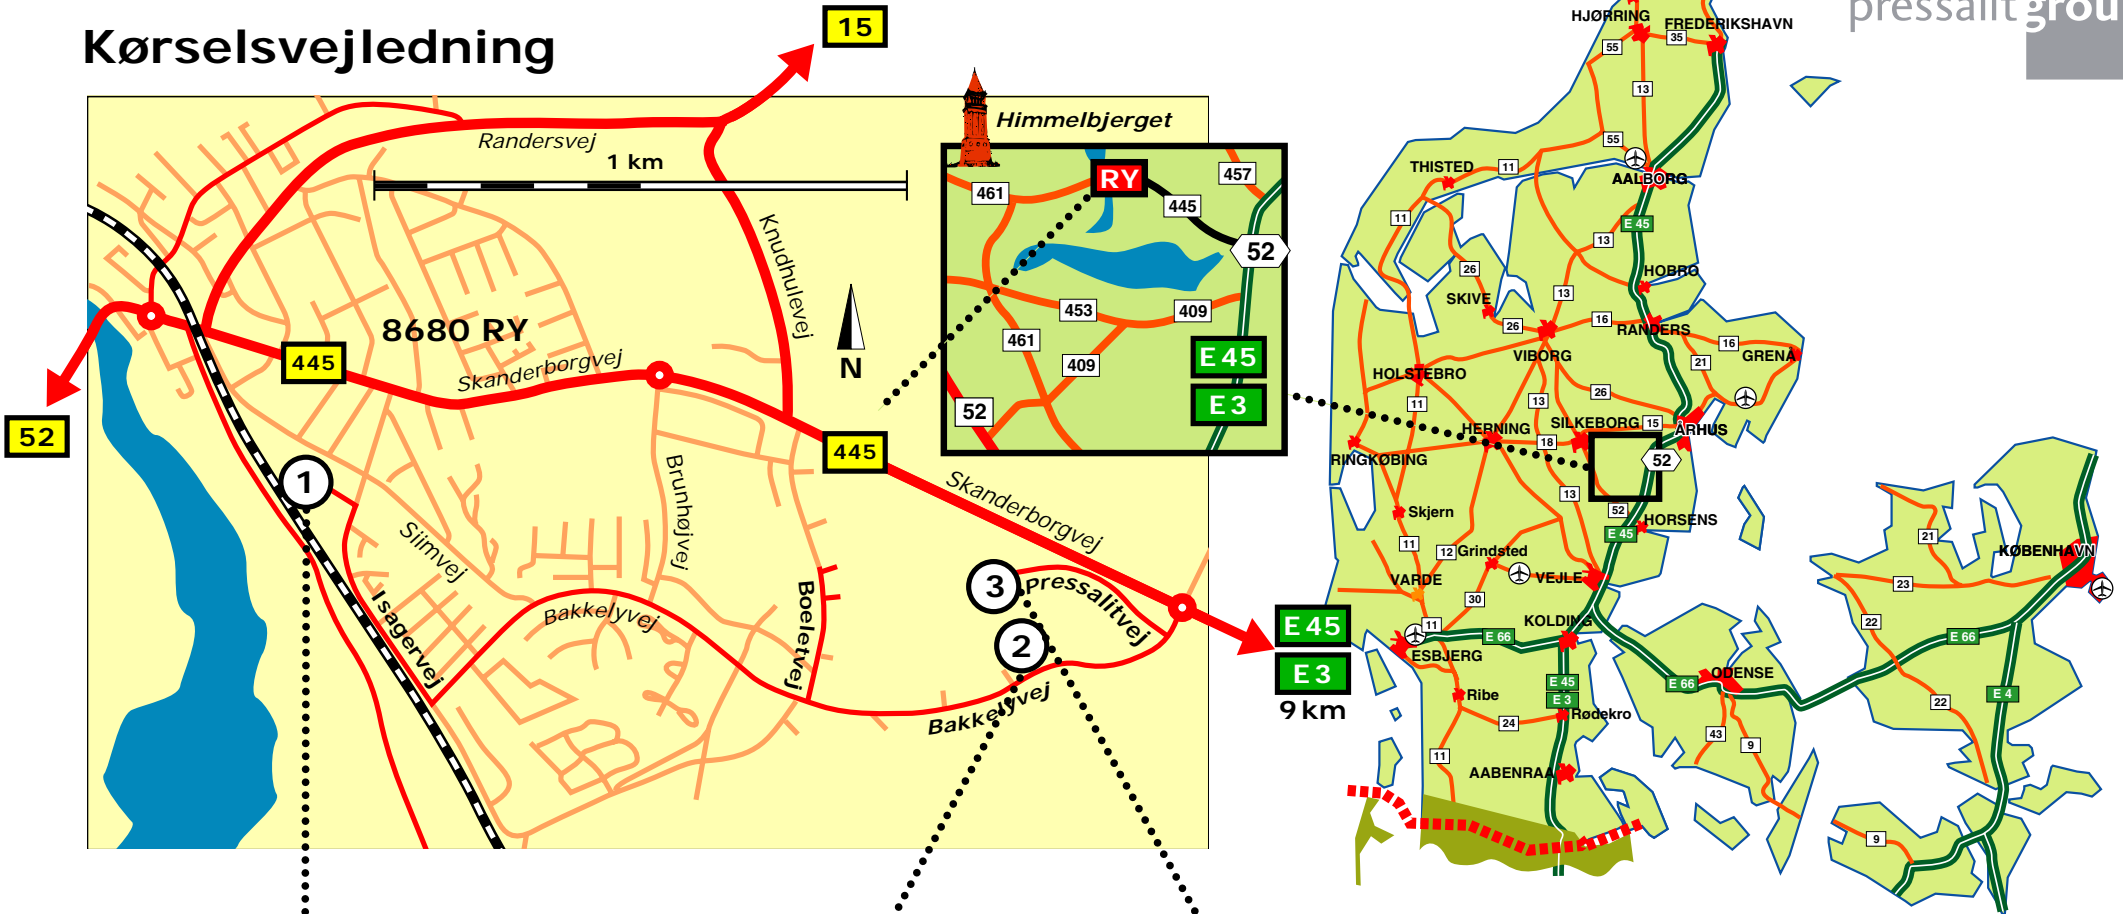 Kørselsvejledning
15
pressalit group
Randersvej
1 km
Knudhulevej
N
8680 RY
445
Skanderborgvej
52
445
Skanderborgvej
1
Siimvej
Isagervej
Bakkelyvej
Brunhøjvej
Boeletvej
3
Pressalitvej
2
Bakkelyvej
E 45
E 3
9 km
Himmelbjerget
461
RY
445
457
52
453
409
461
409
52
E 45
E 3
HJØRRING
FREDERIKSHAVN
55
35
13
55
THISTED
11
AALBORG
11
E 45
13
26
HOBRO
SKIVE
13
26
16
RANDERS
VIBORG
16
21
GRENÅ
HOLSTEBRO
11
13
26
HERNING
SILKEBORG
15
ÅRHUS
18
RINGKØBING
52
13
Skjern
52
HORSENS
E 45
11
12
Grindsted
VARDE
VEJLE
30
11
KOLDING
E 66
ESBJERG
E 45
E 3
Ribe
24
Rødekro
11
AABENRAA
E 66
ODENSE
43
9
21
KØBENHAVN
23
22
E 66
22
E 4
9